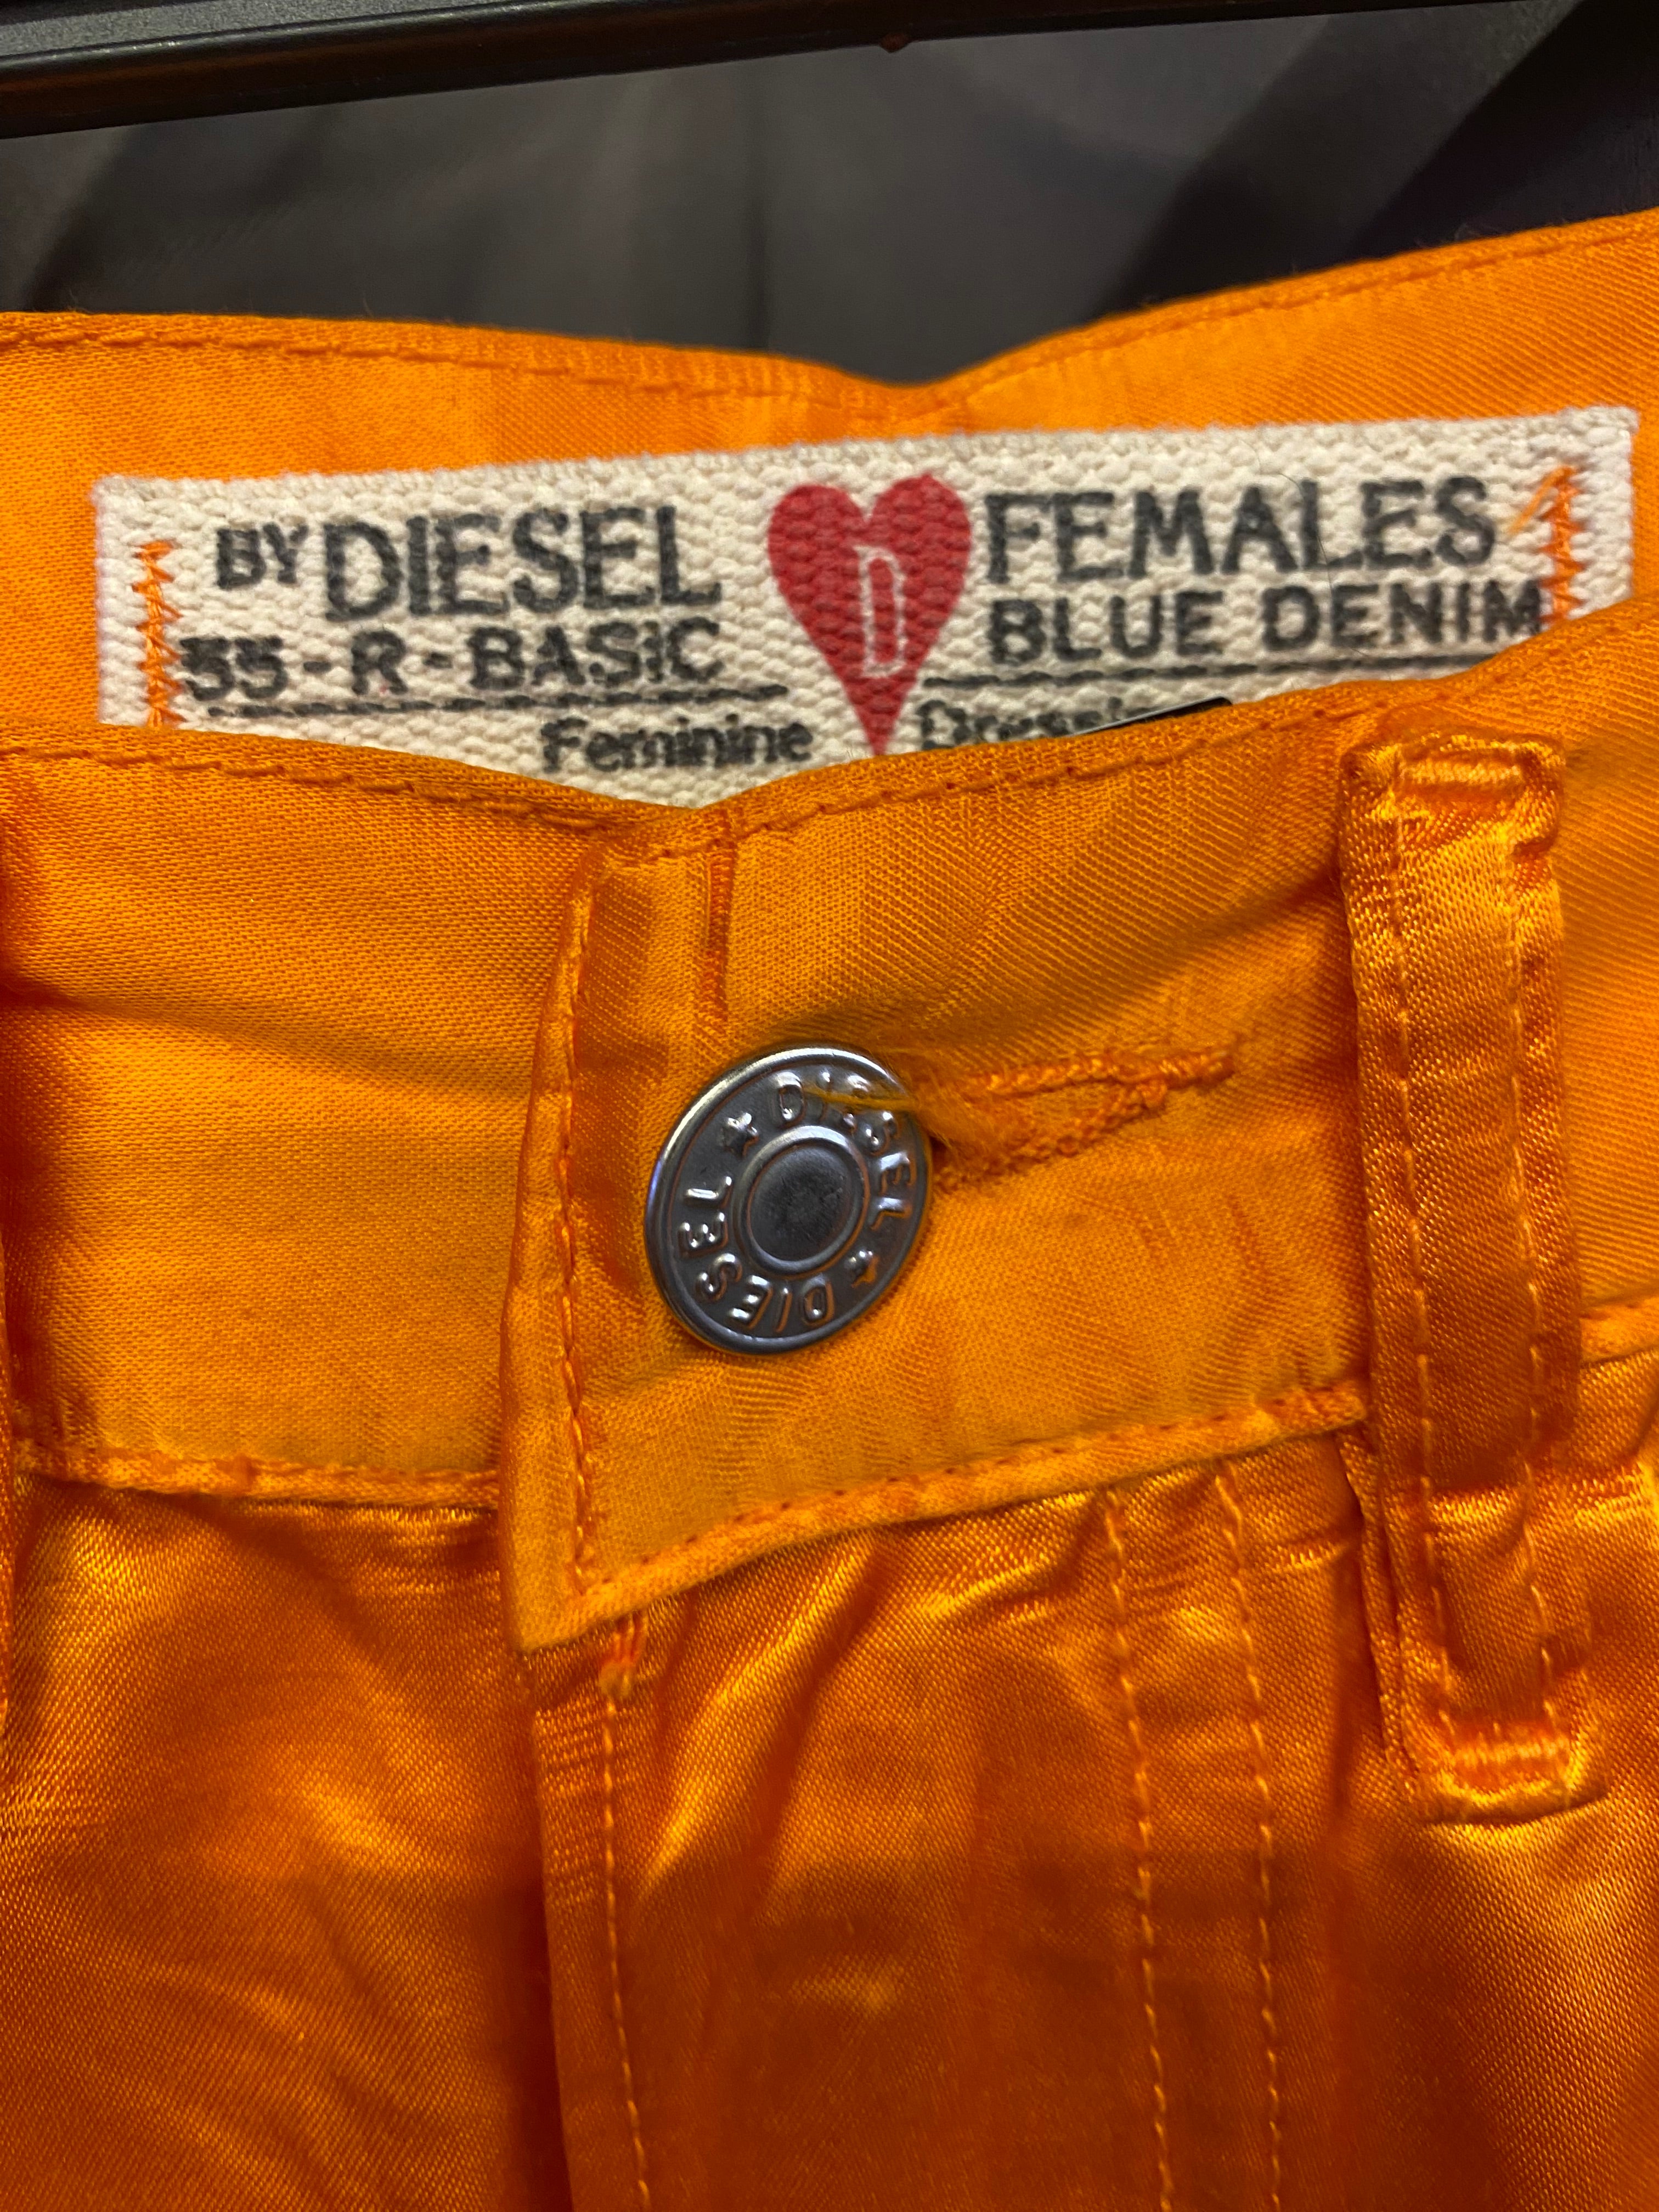 BY DIESEL D FEMALES
55-R-BASIC BLUE DENIM
Feminine
★ DIESEL ★ DIESEL